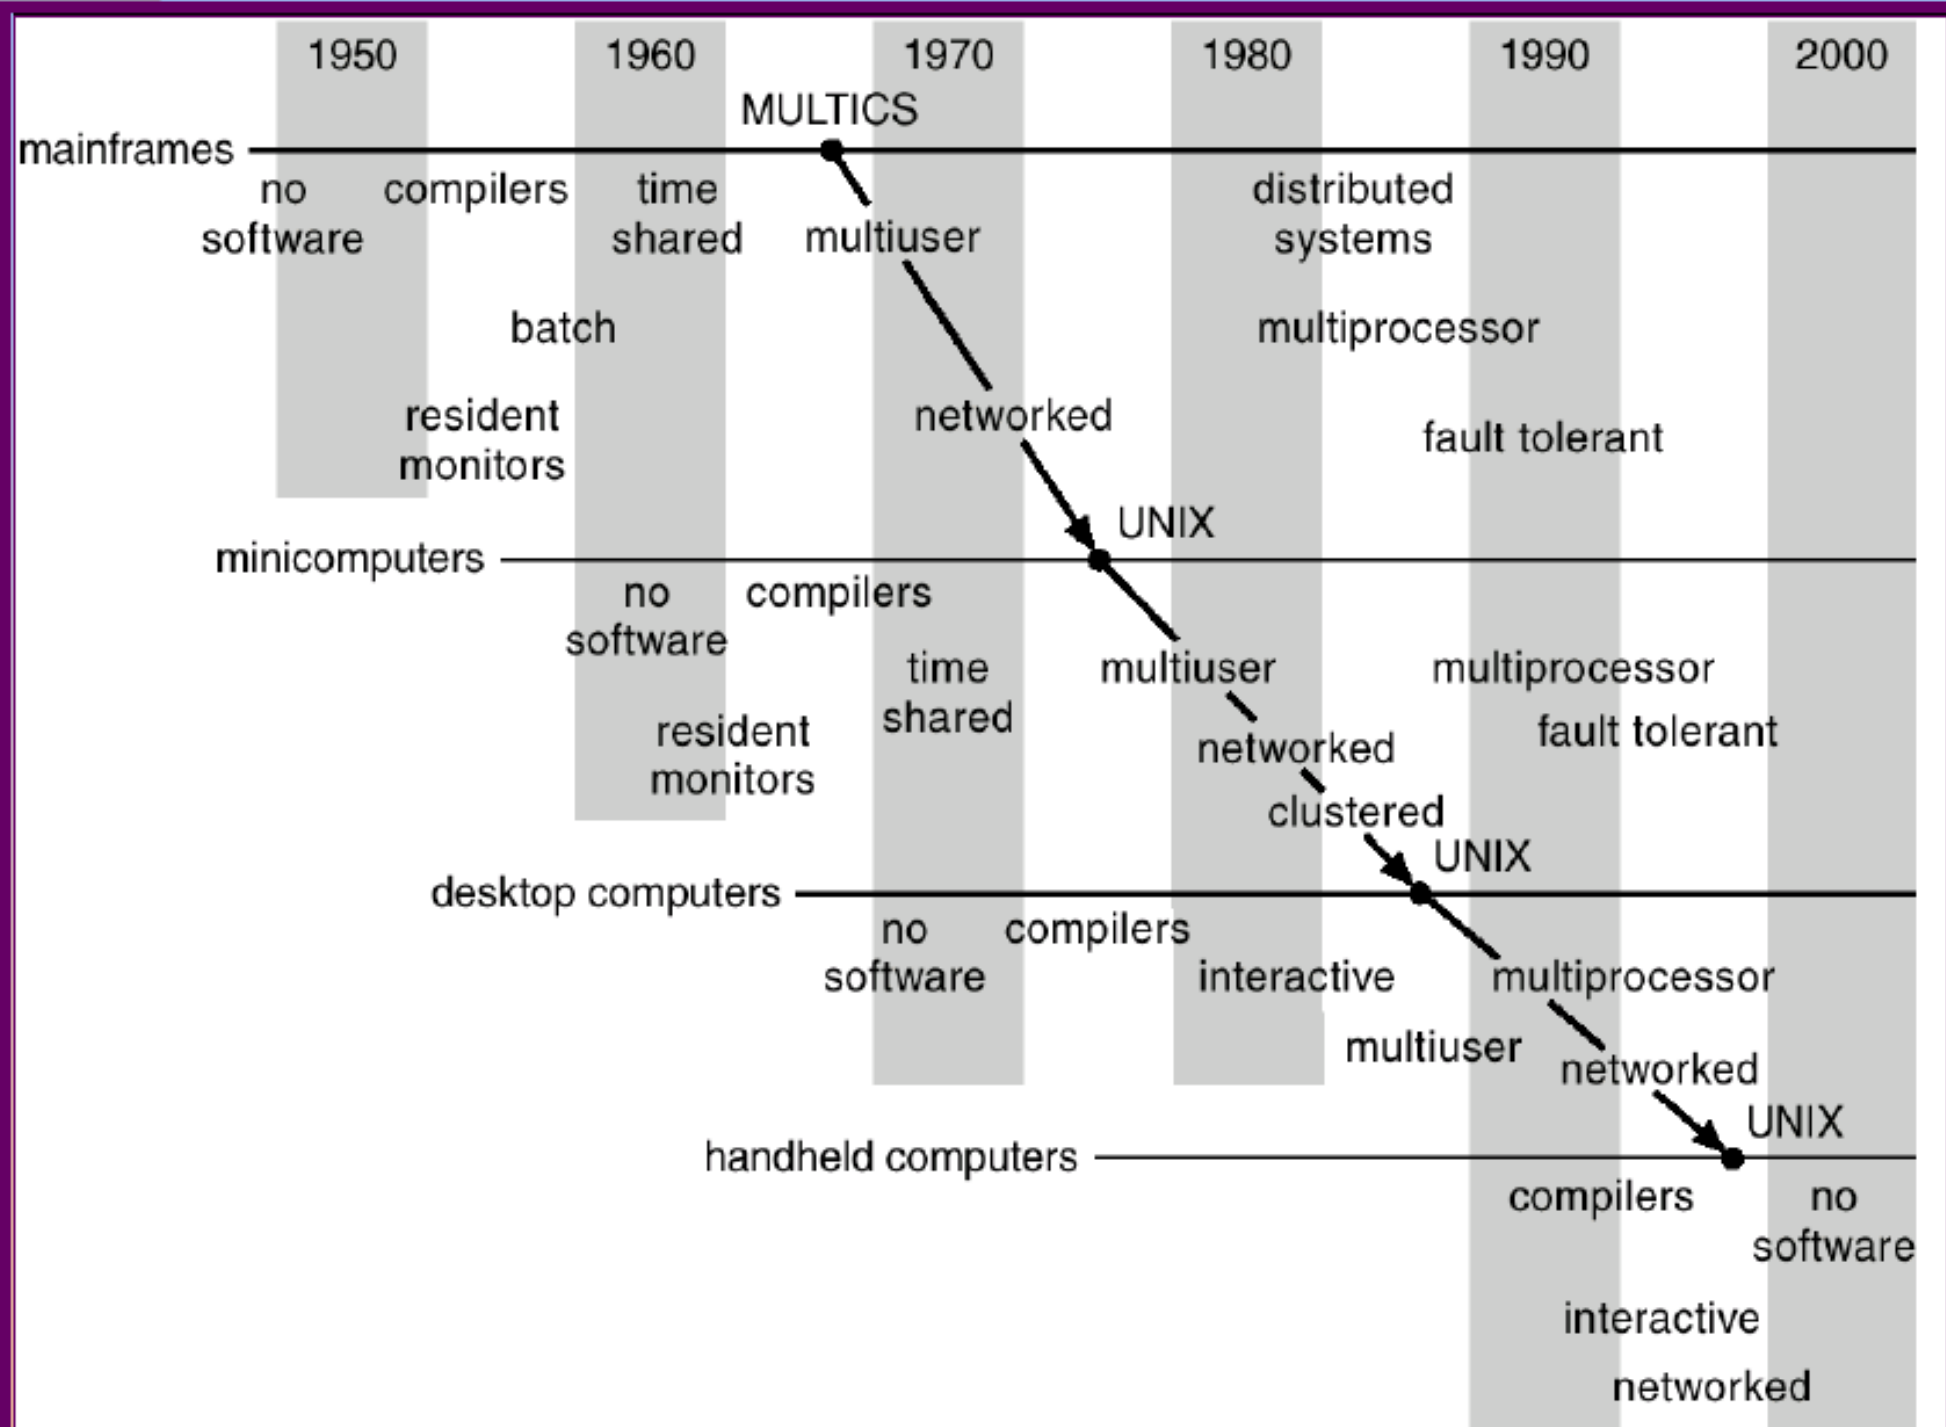 1950 1960 1970 1980 1990 2000
MULTICS
mainframes
no compilers time distributed
software shared multiuser systems
batch multiprocessor
resident networked
monitors fault tolerant
UNIX
minicomputers
no compilers
software
time multiuser multiprocessor
shared
resident fault tolerant
monitors networked
clustered
UNIX
desktop computers
no compilers
software interactive multiprocessor
multiuser
networked
UNIX
handheld computers
compilers no
software
interactive
networked